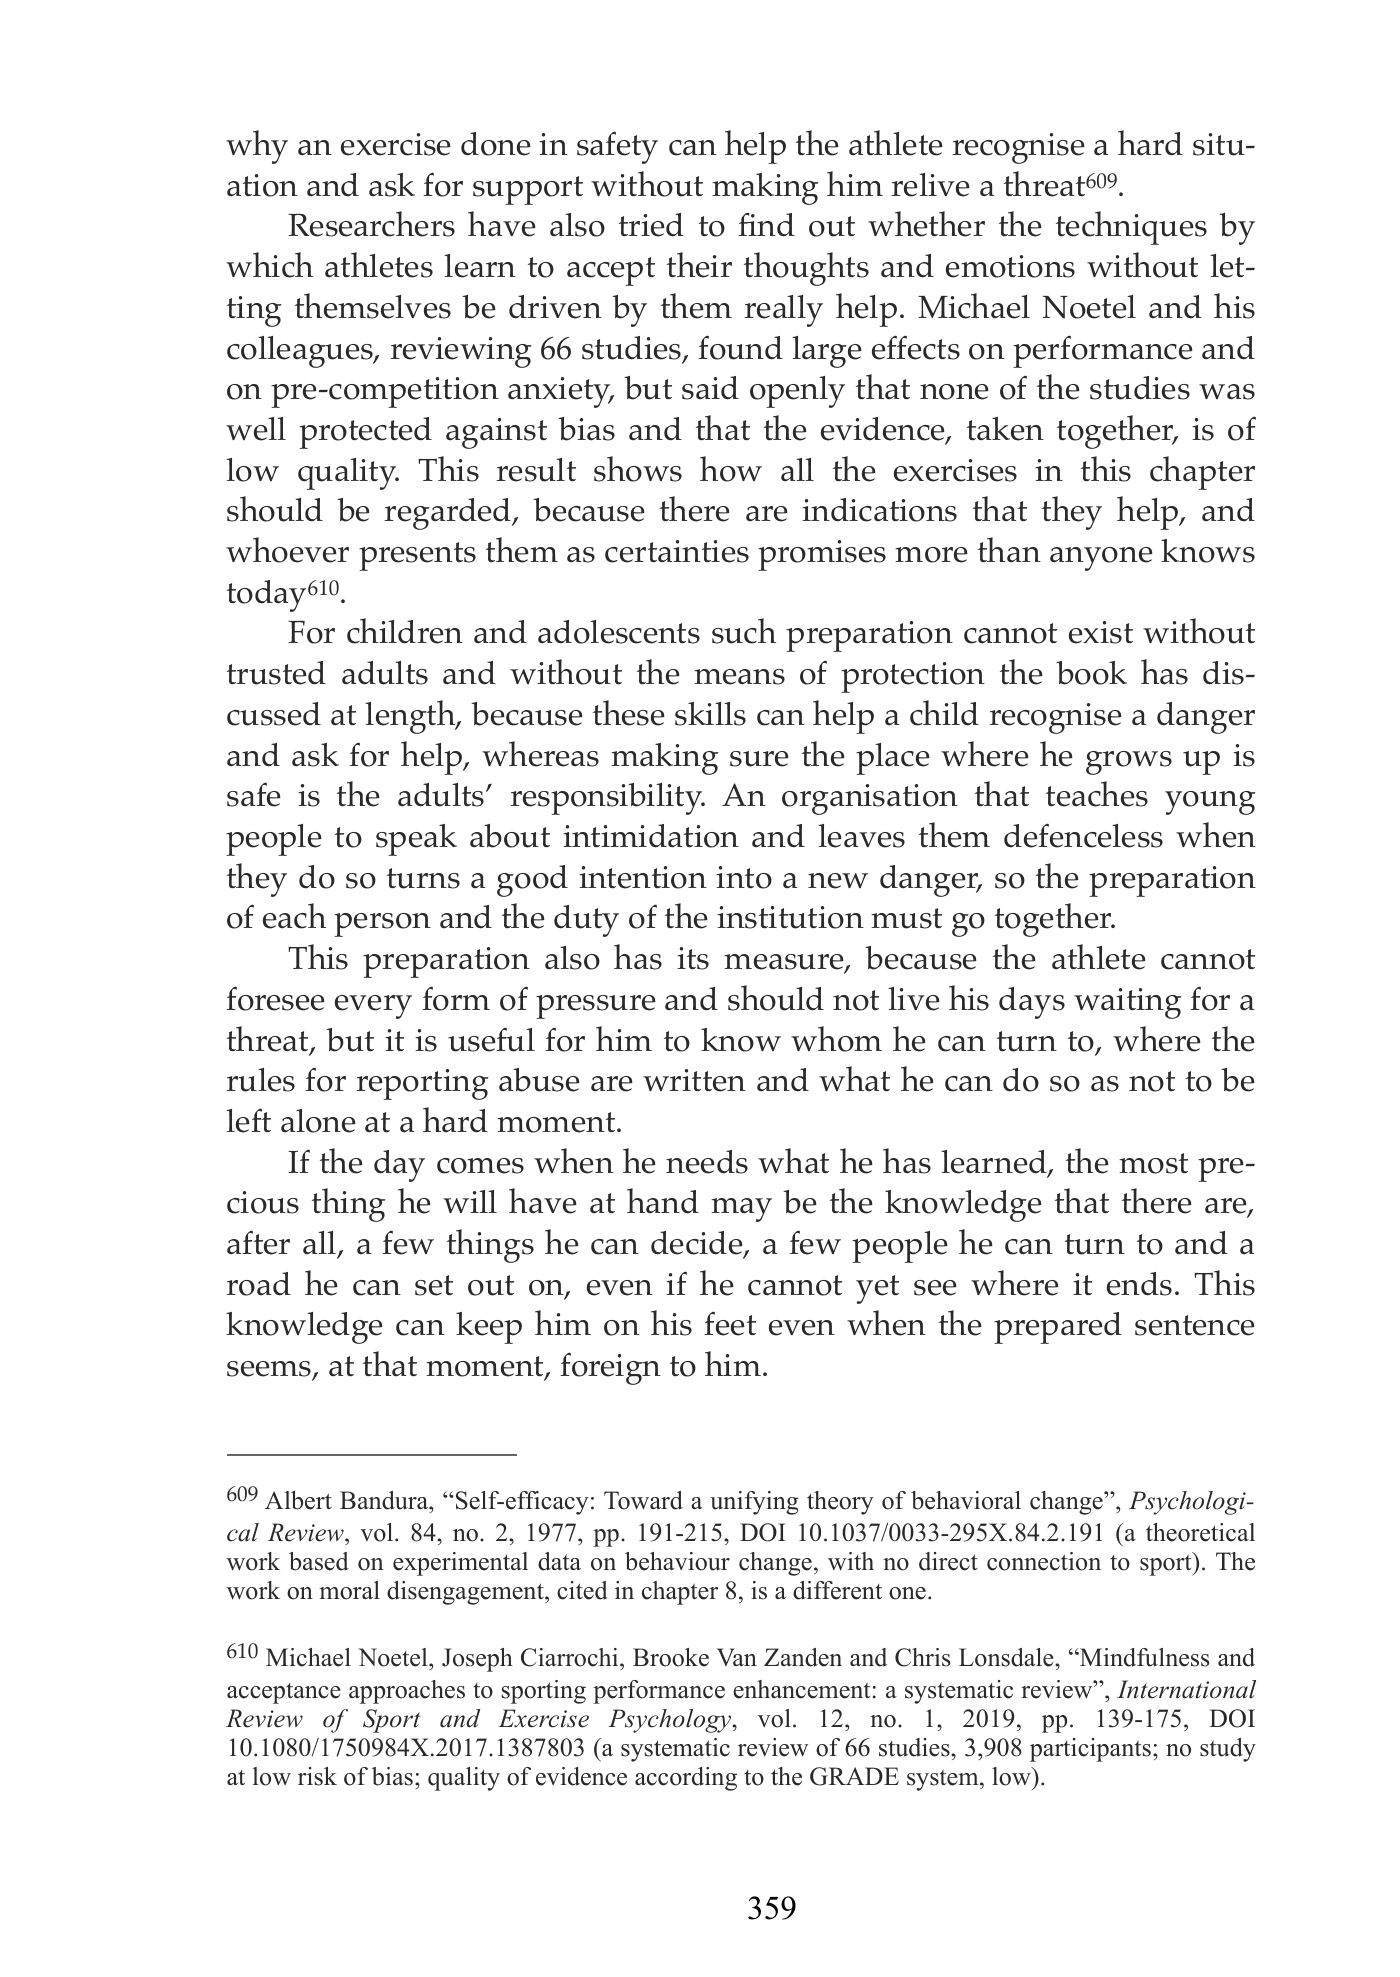 why an exercise done in safety can help the athlete recognise a hard situ-
ation and ask for support without making him relive a threat609.
Researchers have also tried to find out whether the techniques by
which athletes learn to accept their thoughts and emotions without let-
ting themselves be driven by them really help. Michael Noetel and his
colleagues, reviewing 66 studies, found large effects on performance and
on pre-competition anxiety, but said openly that none of the studies was
well protected against bias and that the evidence, taken together, is of
low quality. This result shows how all the exercises in this chapter
should be regarded, because there are indications that they help, and
whoever presents them as certainties promises more than anyone knows
today610.
For children and adolescents such preparation cannot exist without
trusted adults and without the means of protection the book has dis-
cussed at length, because these skills can help a child recognise a danger
and ask for help, whereas making sure the place where he grows up is
safe is the adults’ responsibility. An organisation that teaches young
people to speak about intimidation and leaves them defenceless when
they do so turns a good intention into a new danger, so the preparation
of each person and the duty of the institution must go together.
This preparation also has its measure, because the athlete cannot
foresee every form of pressure and should not live his days waiting for a
threat, but it is useful for him to know whom he can turn to, where the
rules for reporting abuse are written and what he can do so as not to be
left alone at a hard moment.
If the day comes when he needs what he has learned, the most pre-
cious thing he will have at hand may be the knowledge that there are,
after all, a few things he can decide, a few people he can turn to and a
road he can set out on, even if he cannot yet see where it ends. This
knowledge can keep him on his feet even when the prepared sentence
seems, at that moment, foreign to him.
609 Albert Bandura, “Self-efficacy: Toward a unifying theory of behavioral change”, Psychologi-
cal Review, vol. 84, no. 2, 1977, pp. 191-215, DOI 10.1037/0033-295X.84.2.191 (a theoretical
work based on experimental data on behaviour change, with no direct connection to sport). The
work on moral disengagement, cited in chapter 8, is a different one.
610 Michael Noetel, Joseph Ciarrochi, Brooke Van Zanden and Chris Lonsdale, “Mindfulness and
acceptance approaches to sporting performance enhancement: a systematic review”, International
Review of Sport and Exercise Psychology, vol. 12, no. 1, 2019, pp. 139-175, DOI
10.1080/1750984X.2017.1387803 (a systematic review of 66 studies, 3,908 participants; no study
at low risk of bias; quality of evidence according to the GRADE system, low).
359